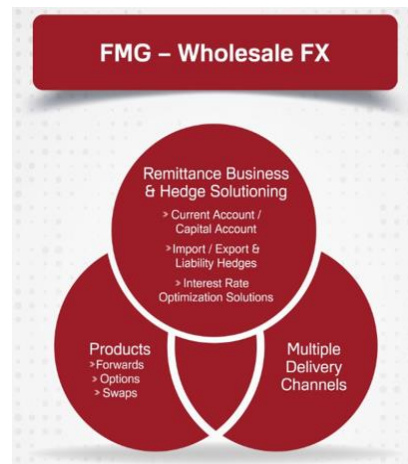 FMG – Wholesale FX
Remittance Business
& Hedge Solutioning
> Current Account /
Capital Account
>Import / Export &
Liability Hedges
> Interest Rate
Optimization Solutions
Products
>Forwards
> Options
> Swaps
Multiple
Delivery
Channels